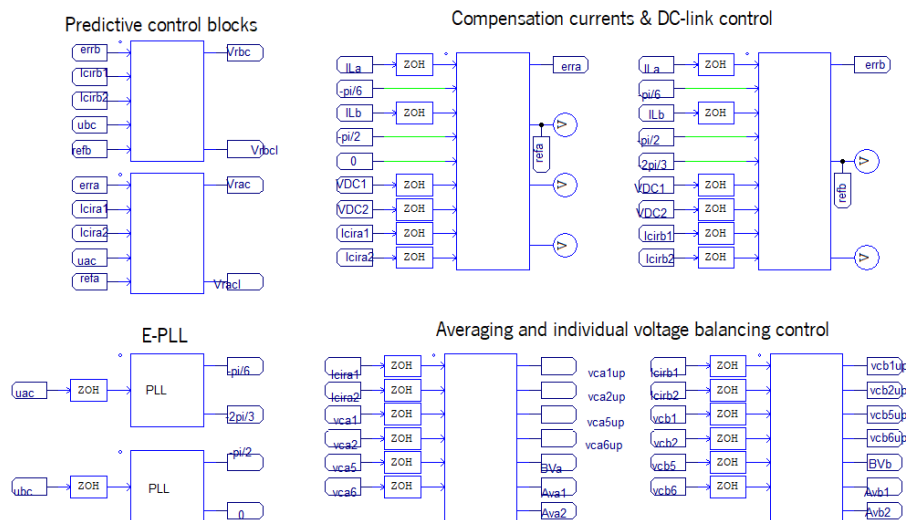 Predictive control blocks
errb
Icirb1
Icirb2
ubc
refb
Vrbc
Vrbcl
erra
Icira1
Icira2
uac
refa
Vrac
Vracl
Compensation currents & DC-link control
ILa
ZOH
-pi/6
ILb
ZOH
-pi/2
0
VDC1
ZOH
VDC2
ZOH
Icira1
ZOH
Icira2
ZOH
erra
refa
V
V
V
ILa
ZOH
-pi/6
ILb
ZOH
-pi/2
-2pi/3
VDC1
ZOH
VDC2
ZOH
Icirb1
ZOH
Icirb2
ZOH
errb
refb
V
V
E-PLL
uac
ZOH
PLL
-pi/6
-2pi/3
ubc
ZOH
PLL
-pi/2
0
Averaging and individual voltage balancing control
Icira1
ZOH
Icira2
ZOH
vca1
ZOH
vca2
ZOH
vca5
ZOH
vca6
ZOH
vca1up
vca2up
vca5up
vca6up
BVa
Ava1
Ava2
Icirb1
ZOH
Icirb2
ZOH
vcb1
ZOH
vcb2
ZOH
vcb5
ZOH
vcb6
ZOH
vcb1up
vcb2up
vcb5up
vcb6up
BVb
Avb1
Avb2